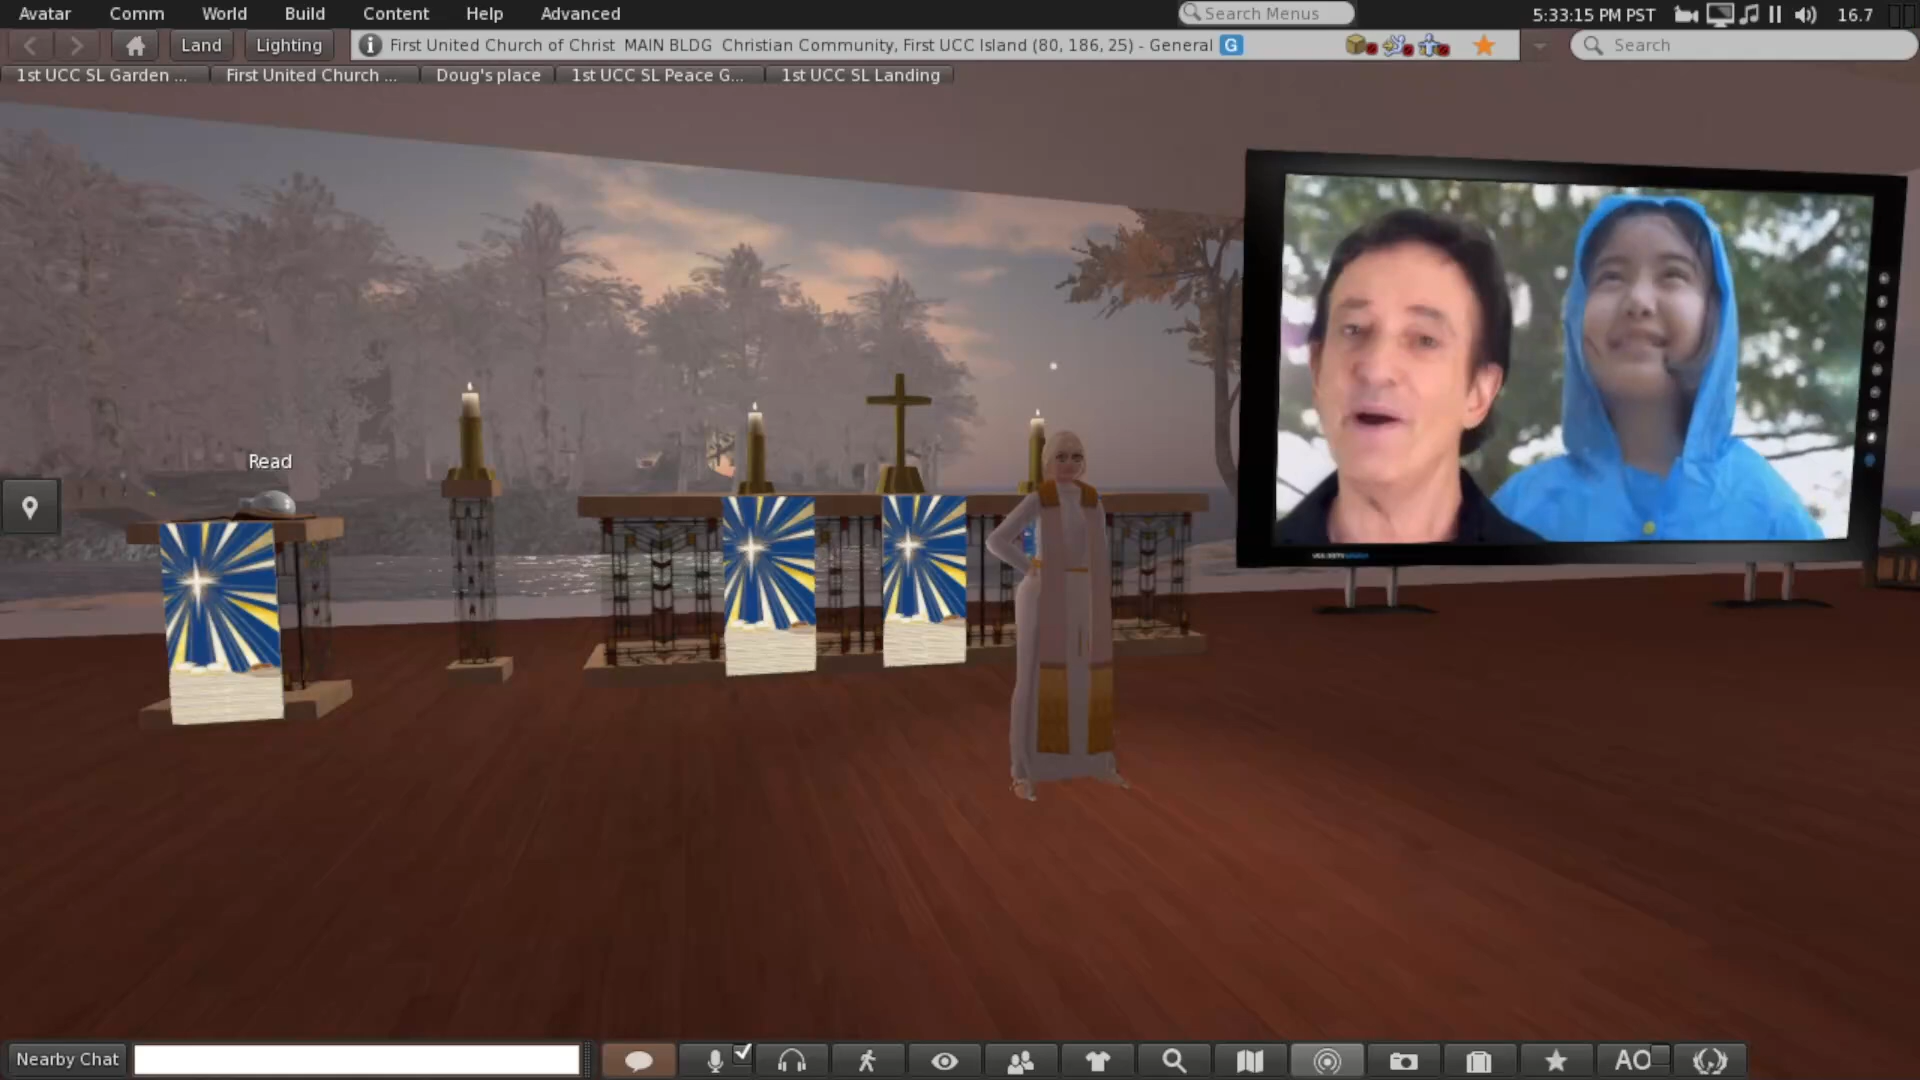 Avatar Comm World Build Content Help Advanced Search Menus 5:33:15 PM PST 16.7
Land Lighting First United Church of Christ MAIN BLDG Christian Community, First UCC Island (80, 186, 25) - General G Search
1st UCC SL Garden ... First United Church ... Doug's place 1st UCC SL Peace G... 1st UCC SL Landing
Read
Nearby Chat AO